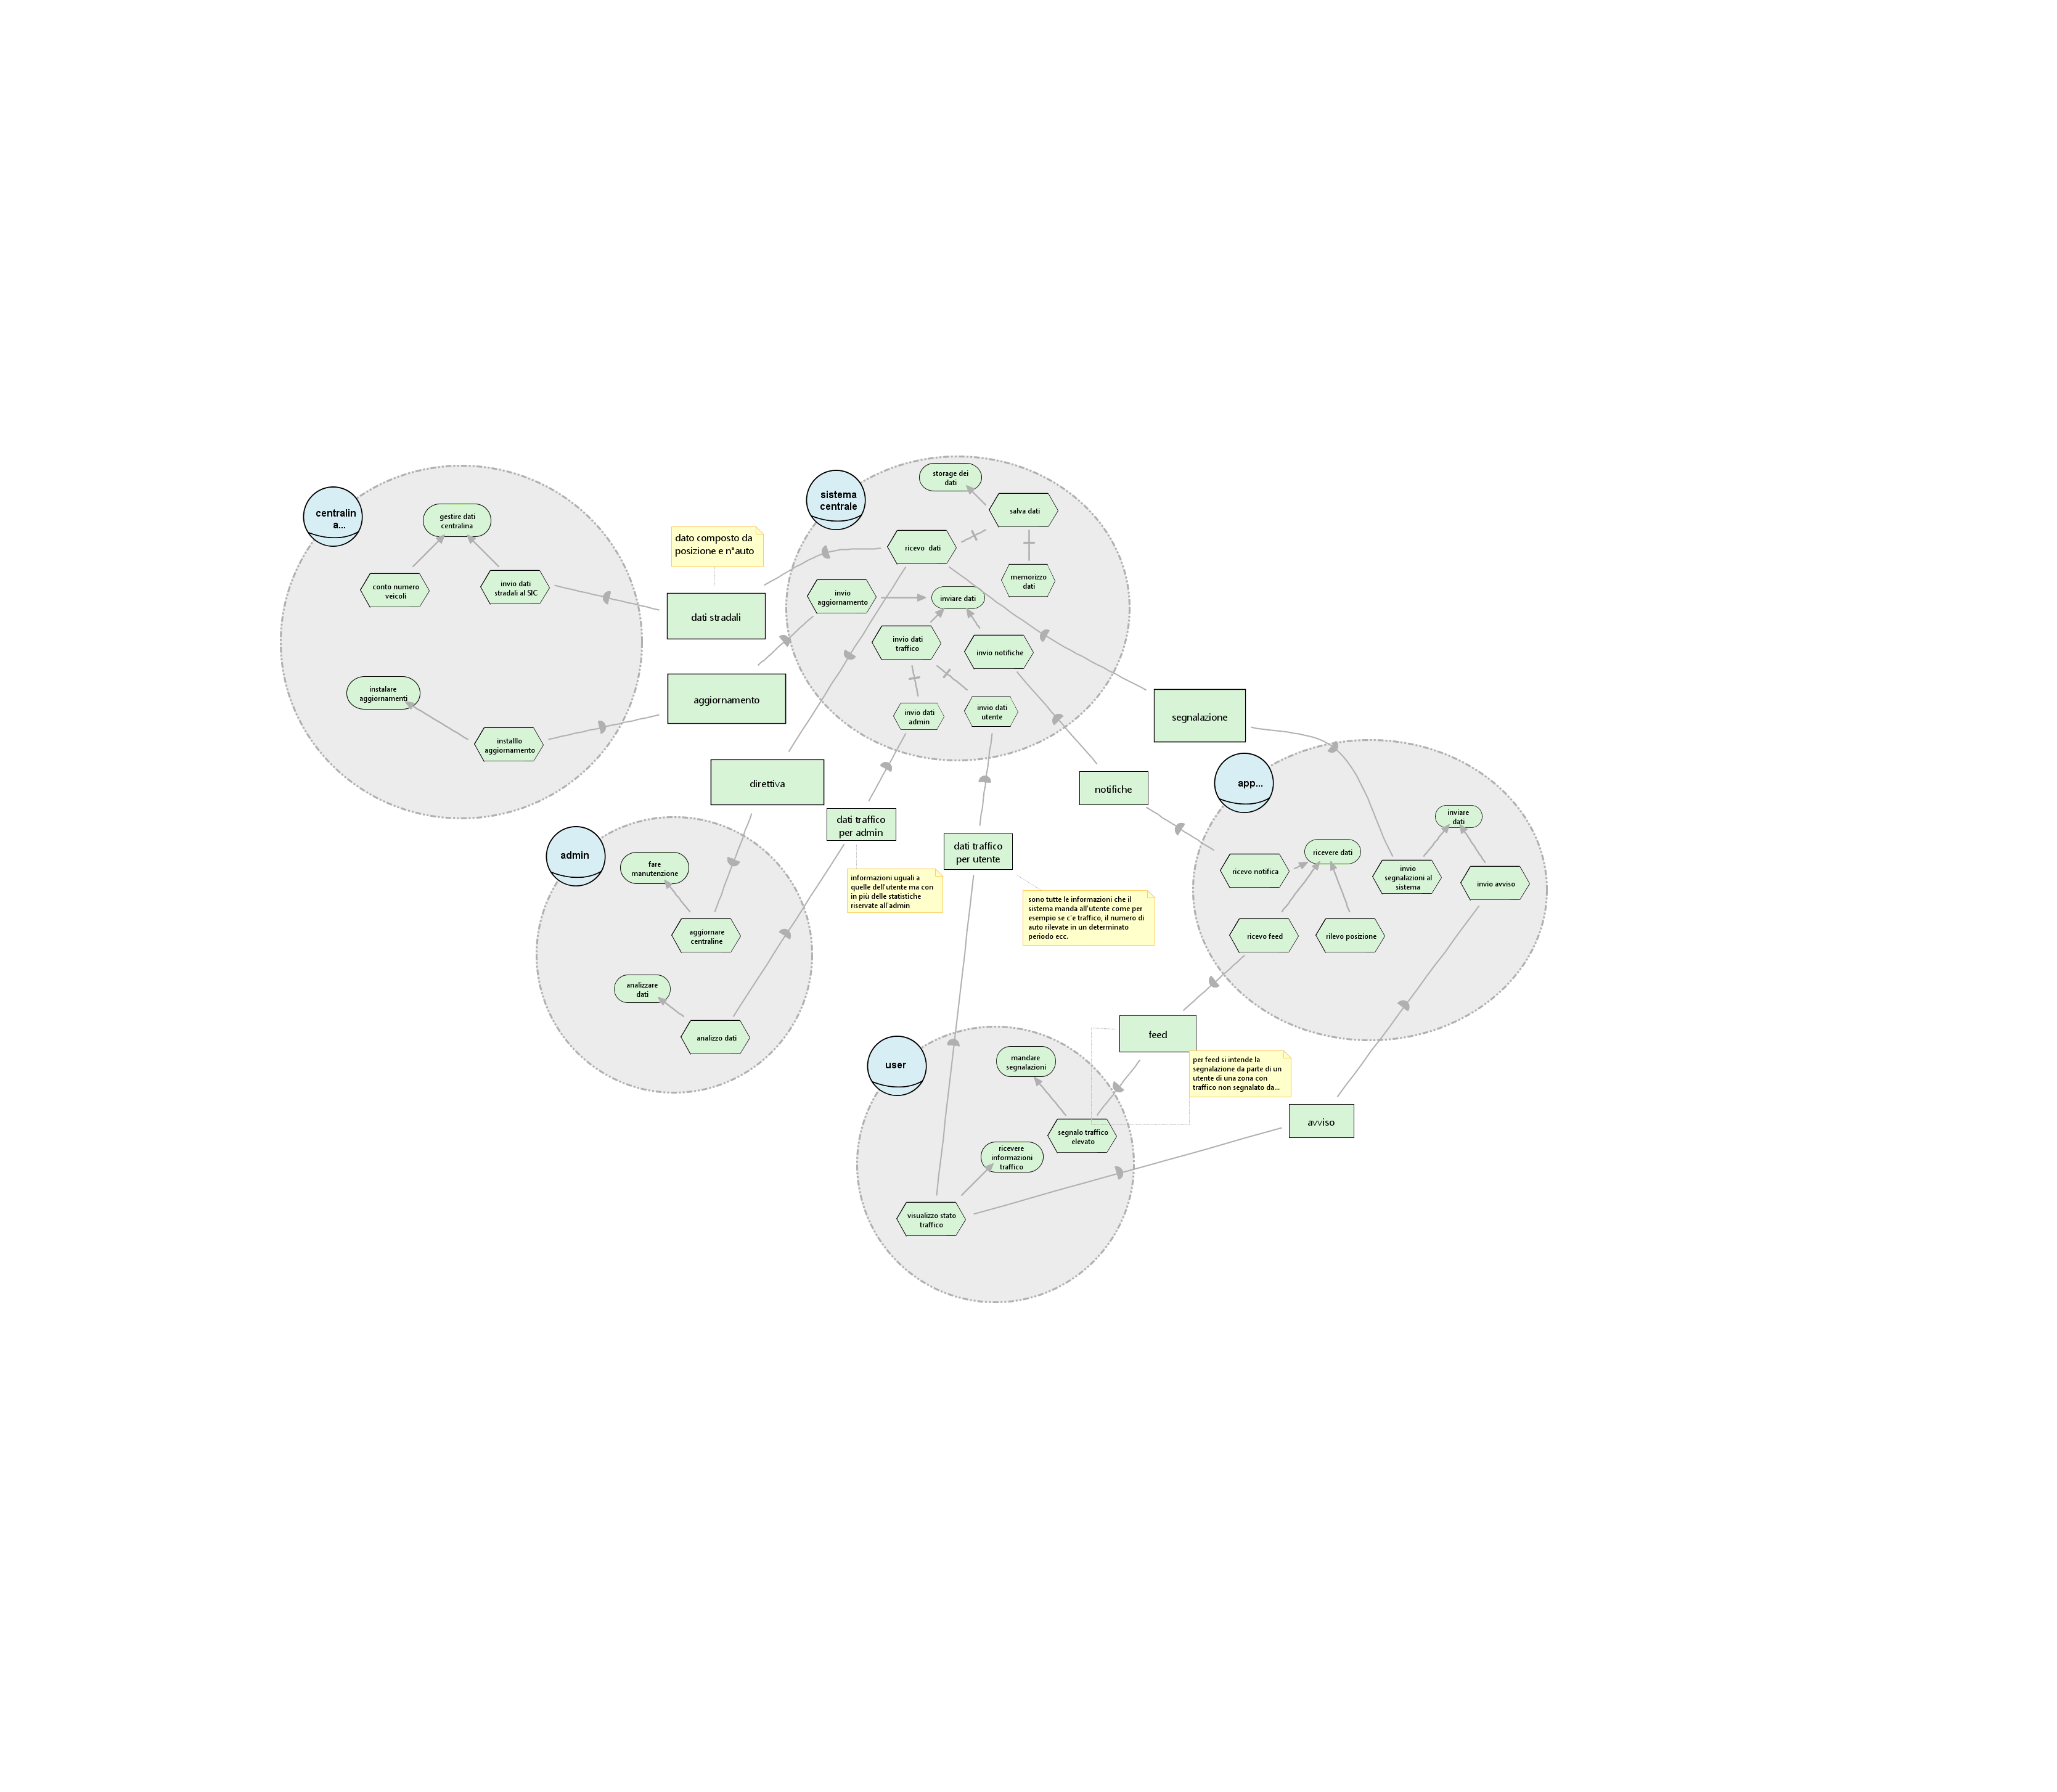 centralin
a...
gestire dati
centralina
conto numero
veicoli
invio dati
stradali al SIC
instalare
aggiornamenti
installlo
aggiornamento
dato composto da
posizione e n°auto
dati stradali
aggiornamento
direttiva
sistema
centrale
storage dei
dati
salva dati
ricevo dati
memorizzo
dati
invio
aggiornamento
inviare dati
invio dati
traffico
invio notifiche
invio dati
admin
invio dati
utente
segnalazione
notifiche
dati traffico
per admin
dati traffico
per utente
informazioni uguali a
quelle dell'utente ma con
in più delle statistiche
riservate all'admin
sono tutte le informazioni che il
sistema manda all'utente come per
esempio se c'e traffico, il numero di
auto rilevate in un determinato
periodo ecc.
admin
fare
manutenzione
aggiornare
centraline
analizzare
dati
analizzo dati
app...
inviare
dati
ricevere dati
ricevo notifica
invio
segnalazioni al
sistema
invio avviso
ricevo feed
rilevo posizione
feed
per feed si intende la
segnalazione da parte di un
utente di una zona con
traffico non segnalato da...
avviso
user
mandare
segnalazioni
segnalo traffico
elevato
ricevere
informazioni
traffico
visualizzo stato
traffico